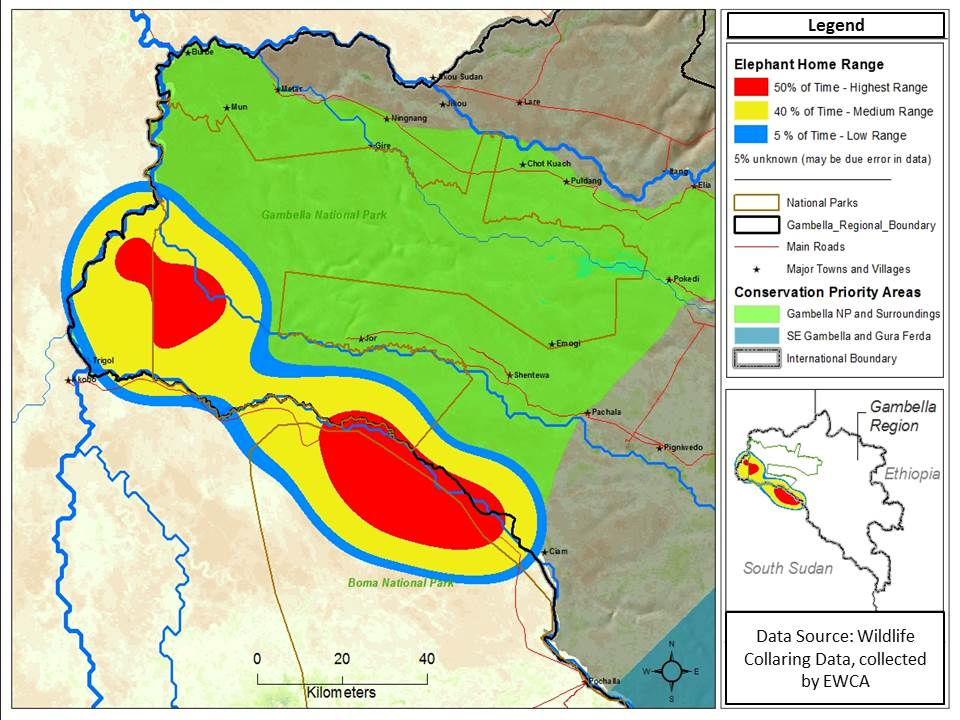 Burbe
Metar
Jikou Sudan
Jikou
Lare
Mun
Ningnang
Gire
Chot Kuach
Puldang
Itang
Elia
Gambella National Park
Pokedi
Jor
Emogi
Trigol
Akobo
Shentewa
Pachala
Pigniwedo
Ciam
Boma National Park
0 20 40
Kilometers
Pochalla
N
W E
S
Legend
Elephant Home Range
50% of Time - Highest Range
40 % of Time - Medium Range
5 % of Time - Low Range
5% unknown (may be due error in data)
National Parks
Gambella_Regional_Boundary
Main Roads
Major Towns and Villages
Conservation Priority Areas
Gambella NP and Surroundings
SE Gambella and Gura Ferda
International Boundary
Gambella
Region
Ethiopia
South Sudan
Data Source: Wildlife
Collaring Data, collected
by EWCA